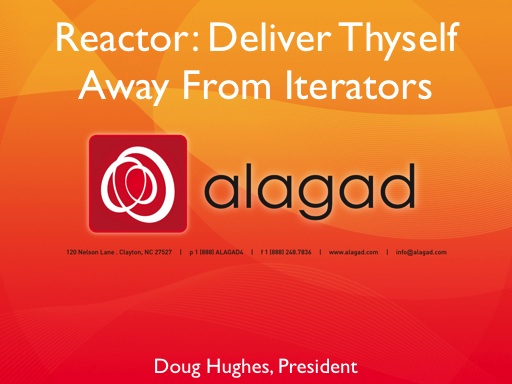 Reactor: Deliver Thyself
Away From Iterators
alagad
120 Nelson Lane . Clayton, NC 27527 | p 1 (888) ALAGAD4 | f 1 (888) 248.7836 | www.alagad.com | info@alagad.com
Doug Hughes, President